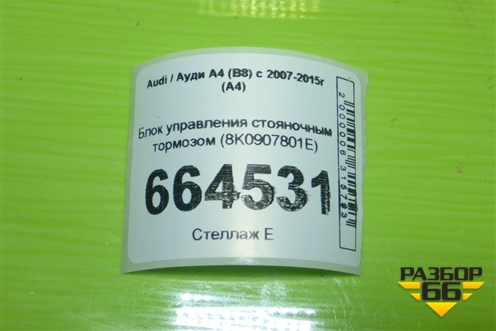 Audi / Ауди А4 (B8) с 2007-2015г
(A4)
Блок управления стояночным
тормозом (8K0907801E)
664531
Стеллаж Е
РАЗБОР
66